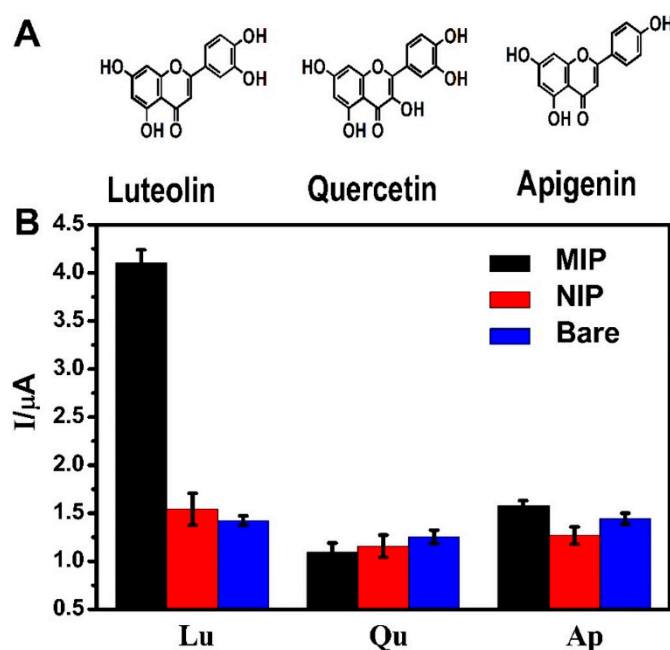 A
HO
O
OH
OH
OH
O
HO
O
OH
OH
OH
OH
O
HO
O
OH
OH
O
Luteolin
Quercetin
Apigenin
B
4.5
4.0
3.5
3.0
2.5
2.0
1.5
1.0
0.5
I/μA
MIP
NIP
Bare
Lu
Qu
Ap